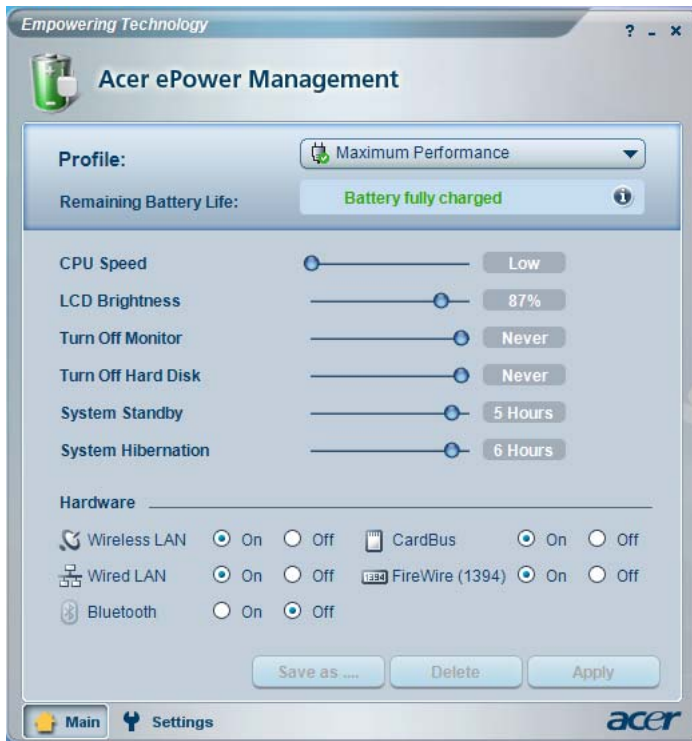 Empowering Technology
? - ×
Acer ePower Management
Profile: Maximum Performance
Remaining Battery Life: Battery fully charged
CPU Speed Low
LCD Brightness 87%
Turn Off Monitor Never
Turn Off Hard Disk Never
System Standby 5 Hours
System Hibernation 6 Hours
Hardware
Wireless LAN On Off CardBus On Off
Wired LAN On Off 1394 FireWire (1394) On Off
Bluetooth On Off
Save as .... Delete Apply
Main Settings acer